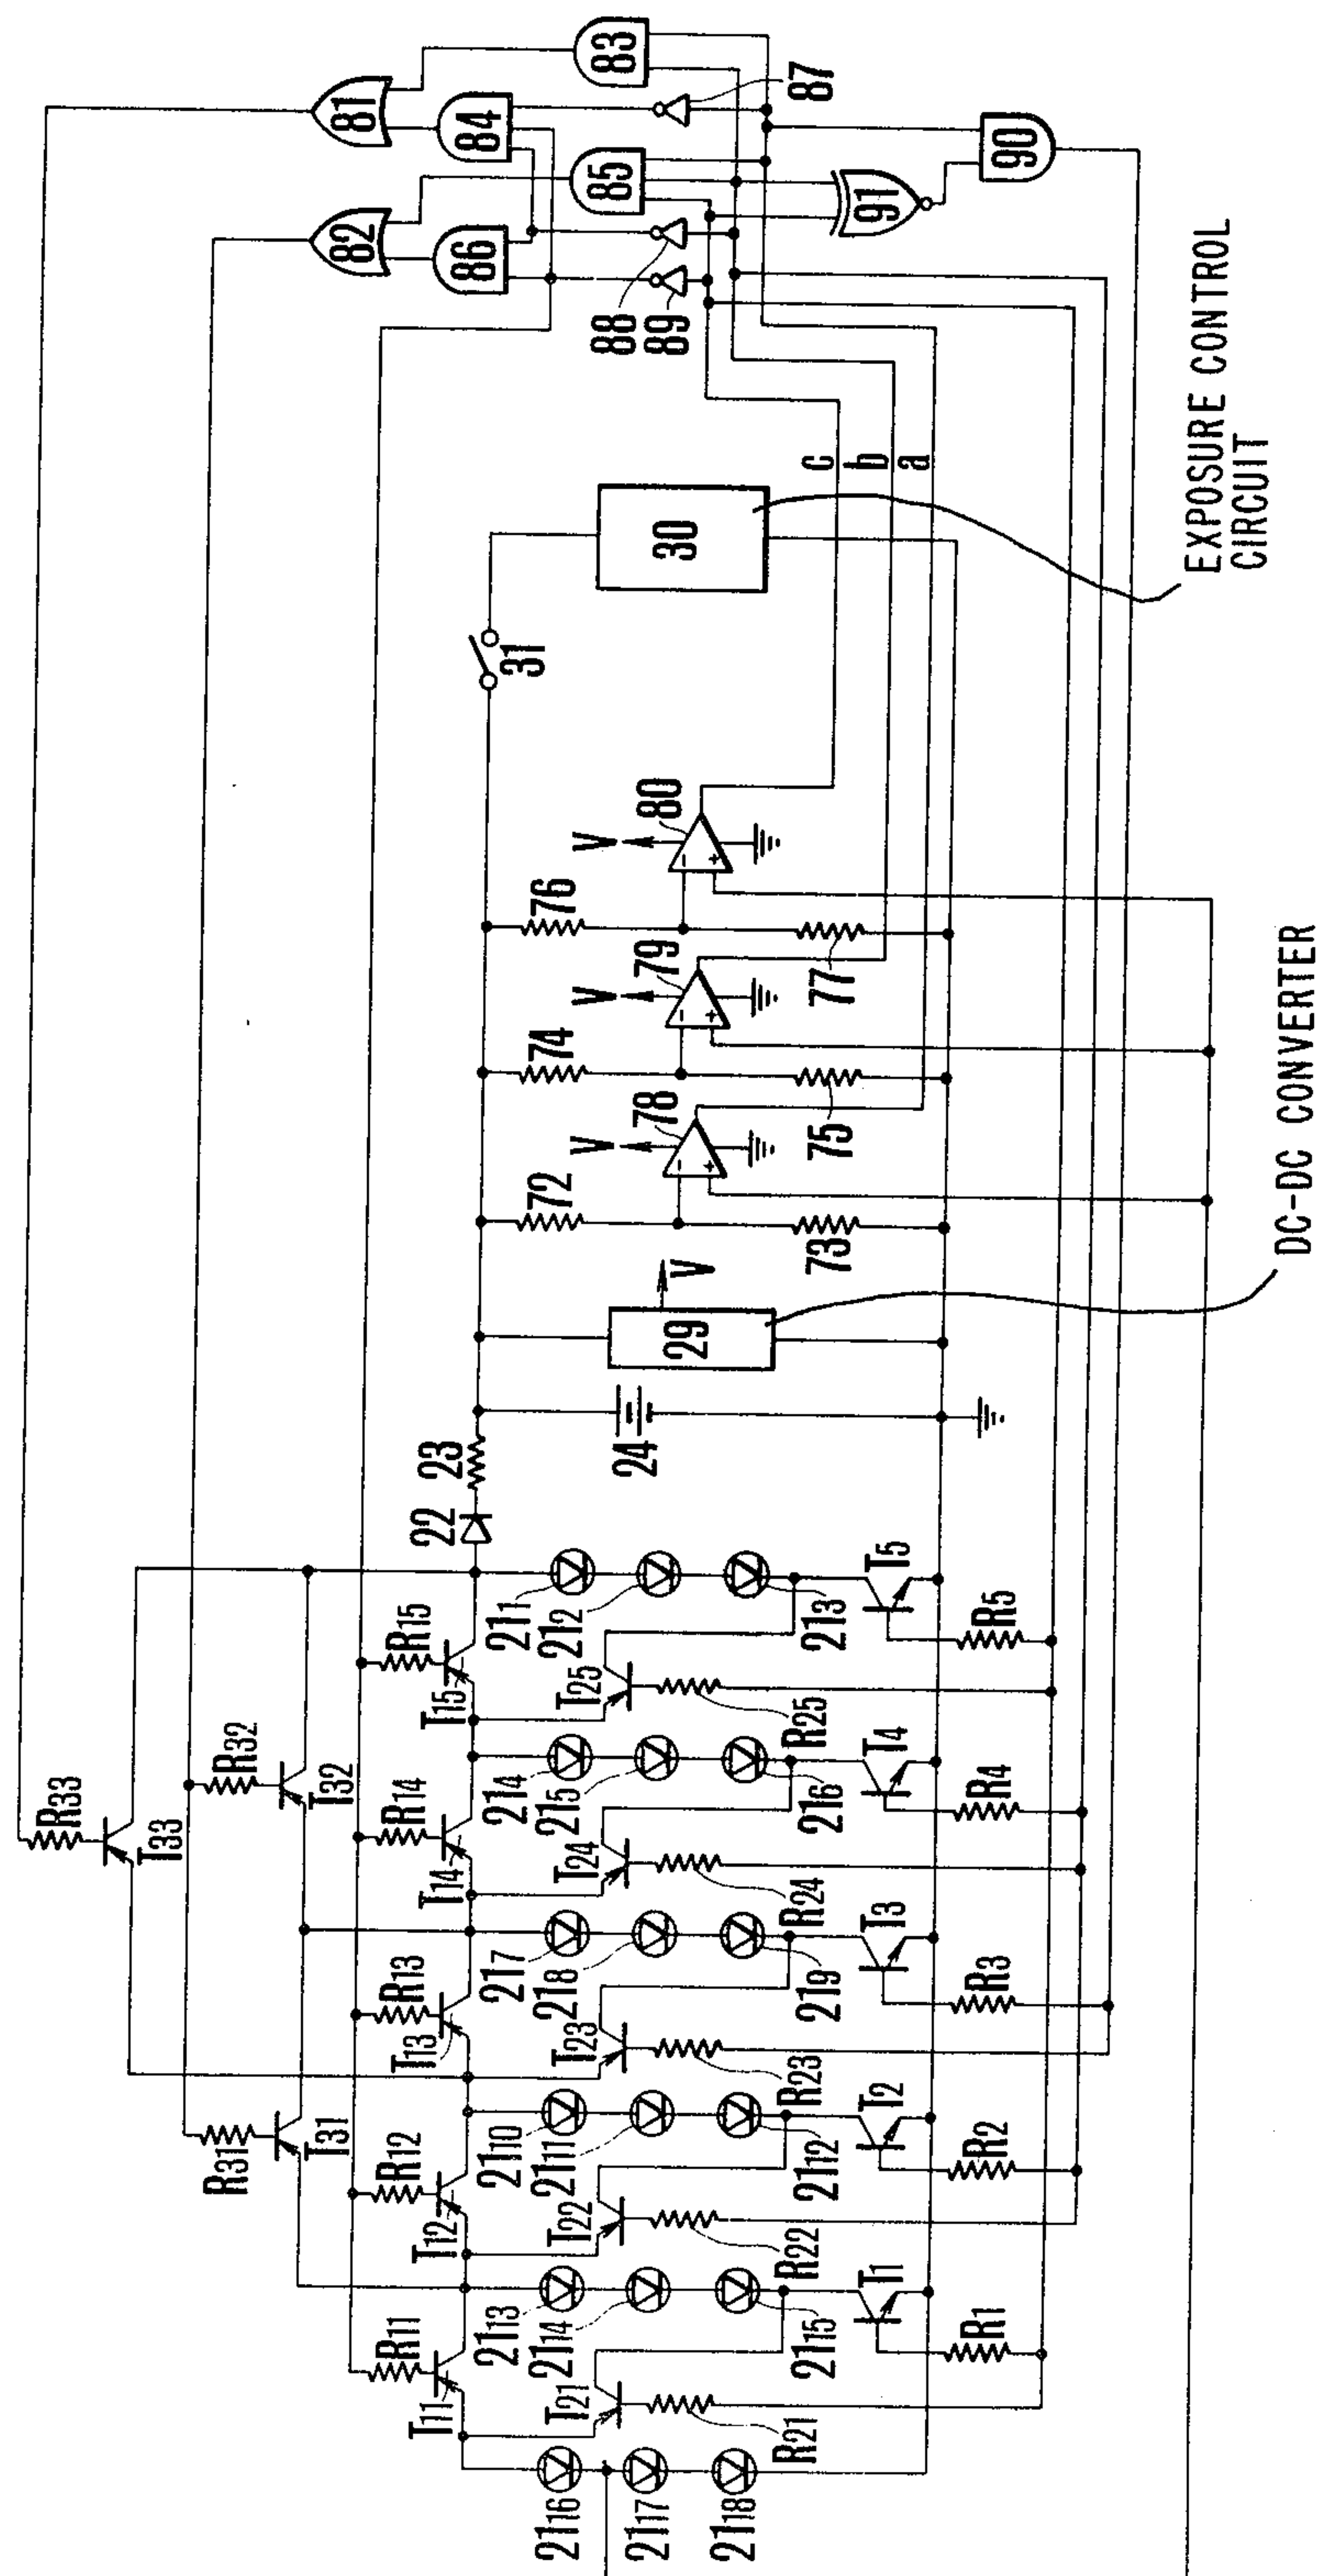 81
83
84
87
82
85
86
88
89
91
90
c
b
a
30
31
EXPOSURE CONTROL
CIRCUIT
V
80
76
77
V
79
74
75
V
78
72
73
V
29
DC-DC CONVERTER
24
23
22
R33
T33
R32
T32
R31
T31
R15
T15
R14
T14
R13
T13
R12
T12
R11
T11
211
212
213
214
215
216
217
218
219
2110
2111
2112
2113
2114
2115
2116
2117
2118
T25
R25
T24
R24
T23
R23
T22
R22
T21
R21
T5
R5
T4
R4
T3
R3
T2
R2
T1
R1